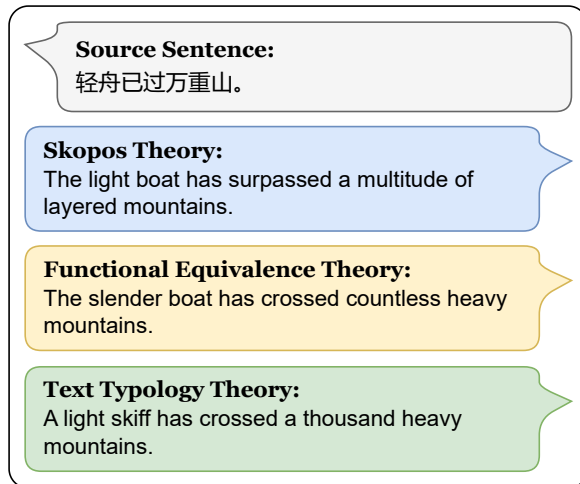 Source Sentence:
轻舟已过万重山。
Skopos Theory:
The light boat has surpassed a multitude of
layered mountains.
Functional Equivalence Theory:
The slender boat has crossed countless heavy
mountains.
Text Typology Theory:
A light skiff has crossed a thousand heavy
mountains.